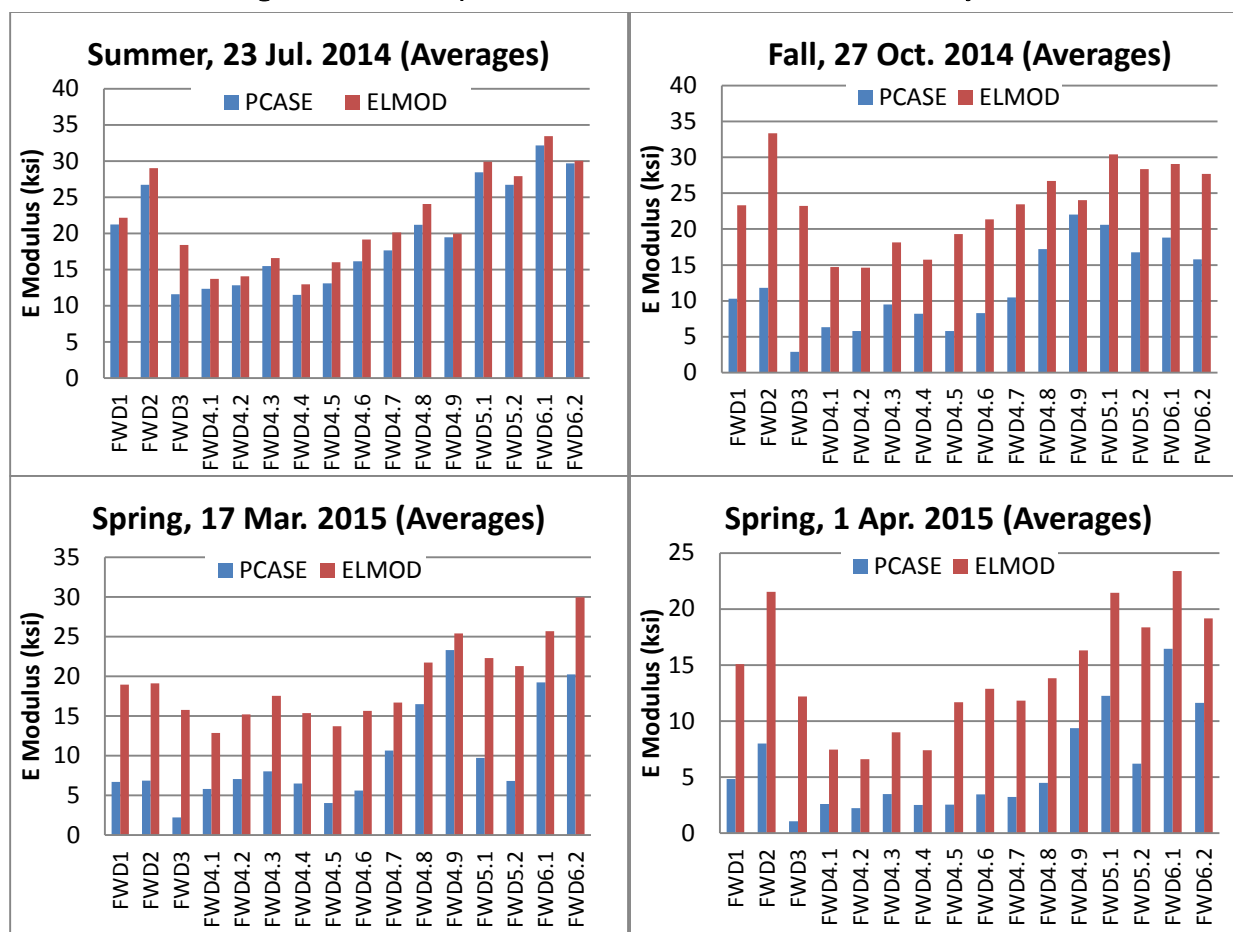 Summer, 23 Jul. 2014 (Averages)
PCASE ELMOD
E Modulus (ksi)
40
35
30
25
20
15
10
5
0
FWD1
FWD2
FWD3
FWD4.1
FWD4.2
FWD4.3
FWD4.4
FWD4.5
FWD4.6
FWD4.7
FWD4.8
FWD4.9
FWD5.1
FWD5.2
FWD6.1
FWD6.2
Fall, 27 Oct. 2014 (Averages)
PCASE ELMOD
E Modulus (ksi)
40
35
30
25
20
15
10
5
0
FWD1
FWD2
FWD3
FWD4.1
FWD4.2
FWD4.3
FWD4.4
FWD4.5
FWD4.6
FWD4.7
FWD4.8
FWD4.9
FWD5.1
FWD5.2
FWD6.1
FWD6.2
Spring, 17 Mar. 2015 (Averages)
PCASE ELMOD
E Modulus (ksi)
35
30
25
20
15
10
5
0
FWD1
FWD2
FWD3
FWD4.1
FWD4.2
FWD4.3
FWD4.4
FWD4.5
FWD4.6
FWD4.7
FWD4.8
FWD4.9
FWD5.1
FWD5.2
FWD6.1
FWD6.2
Spring, 1 Apr. 2015 (Averages)
PCASE ELMOD
E Modulus (ksi)
25
20
15
10
5
0
FWD1
FWD2
FWD3
FWD4.1
FWD4.2
FWD4.3
FWD4.4
FWD4.5
FWD4.6
FWD4.7
FWD4.8
FWD4.9
FWD5.1
FWD5.2
FWD6.1
FWD6.2